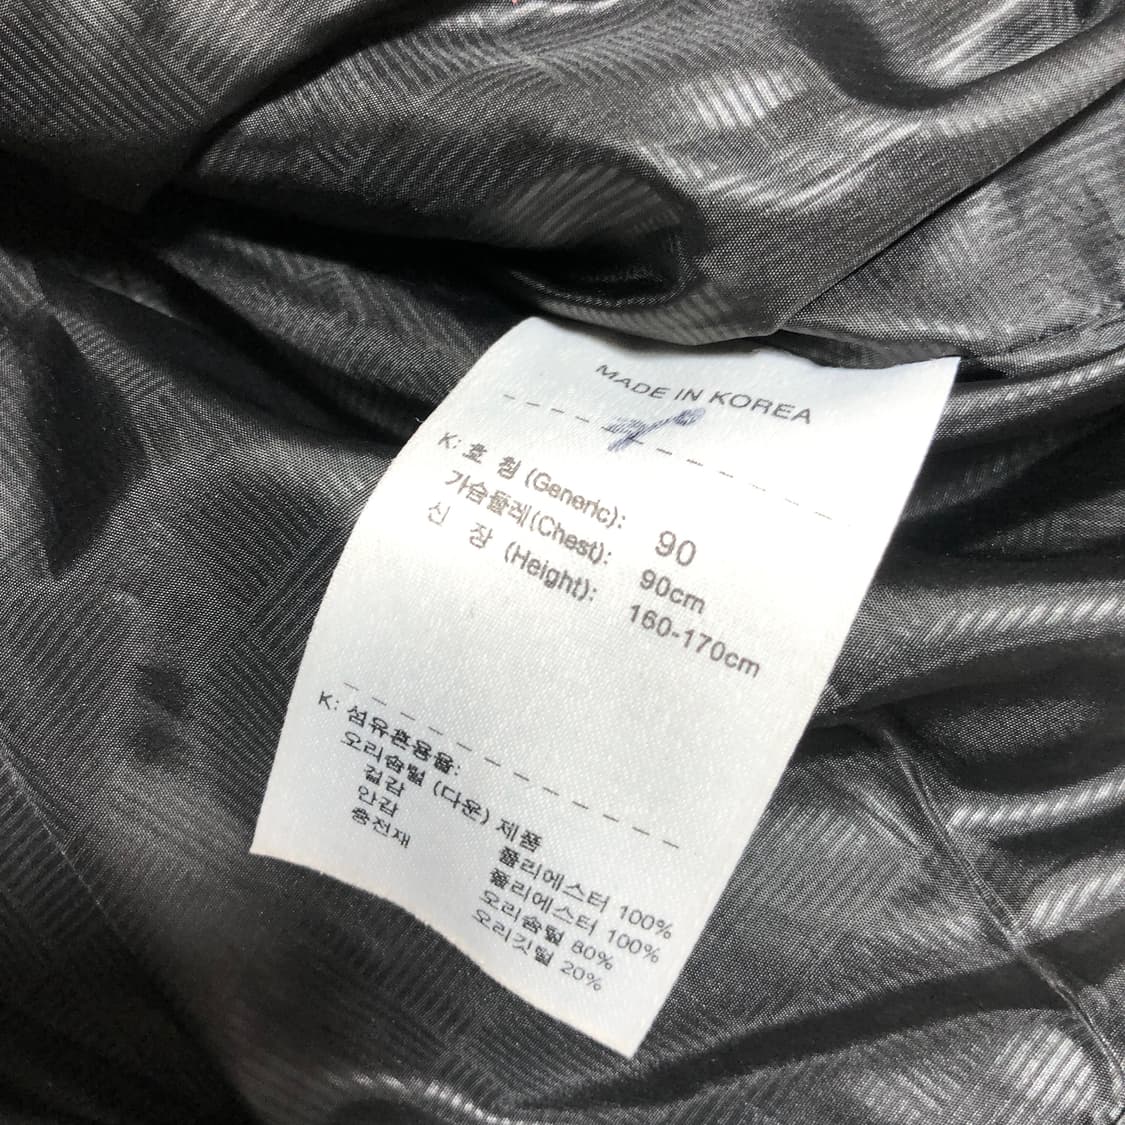 MADE IN KOREA
K: 호 칭 (Generic): 90
가슴둘레(Chest): 90cm
신 장 (Height): 160-170cm
K: 섬유혼용율:
오리솜털 (다운) 제품
겉감 폴리에스터 100%
안감 폴리에스터 100%
충전재 오리솜털 80%
오리깃털 20%